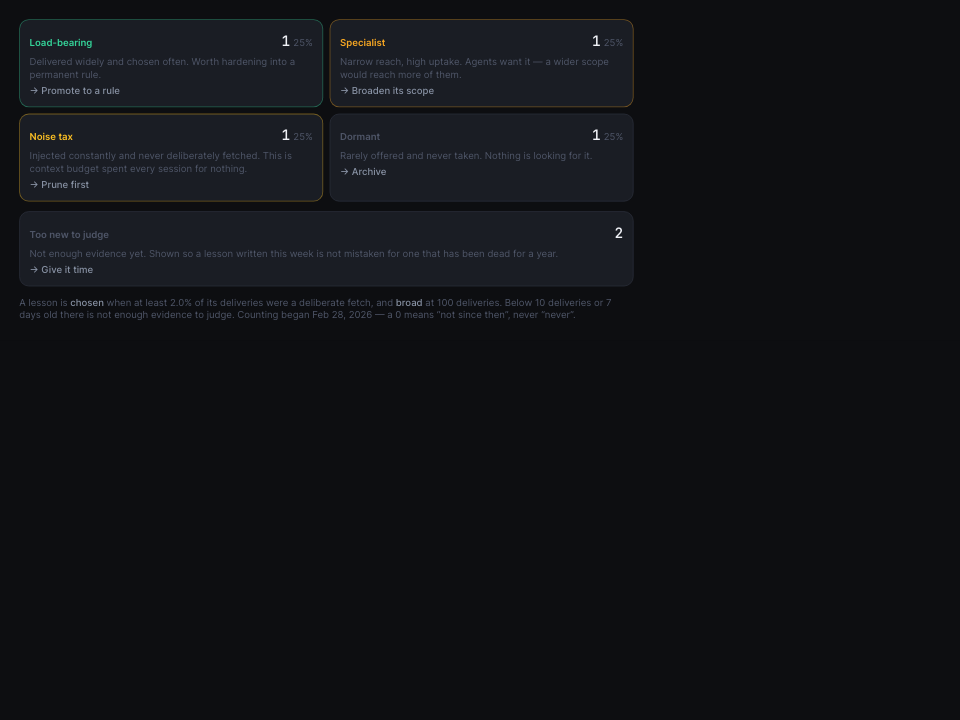 Load-bearing 1 25%
Delivered widely and chosen often. Worth hardening into a
permanent rule.
→ Promote to a rule
Specialist 1 25%
Narrow reach, high uptake. Agents want it — a wider scope
would reach more of them.
→ Broaden its scope
Noise tax 1 25%
Injected constantly and never deliberately fetched. This is
context budget spent every session for nothing.
→ Prune first
Dormant 1 25%
Rarely offered and never taken. Nothing is looking for it.
→ Archive
Too new to judge 2
Not enough evidence yet. Shown so a lesson written this week is not mistaken for one that has been dead for a year.
→ Give it time
A lesson is chosen when at least 2.0% of its deliveries were a deliberate fetch, and broad at 100 deliveries. Below 10 deliveries or 7
days old there is not enough evidence to judge. Counting began Feb 28, 2026 — a 0 means “not since then”, never “never”.